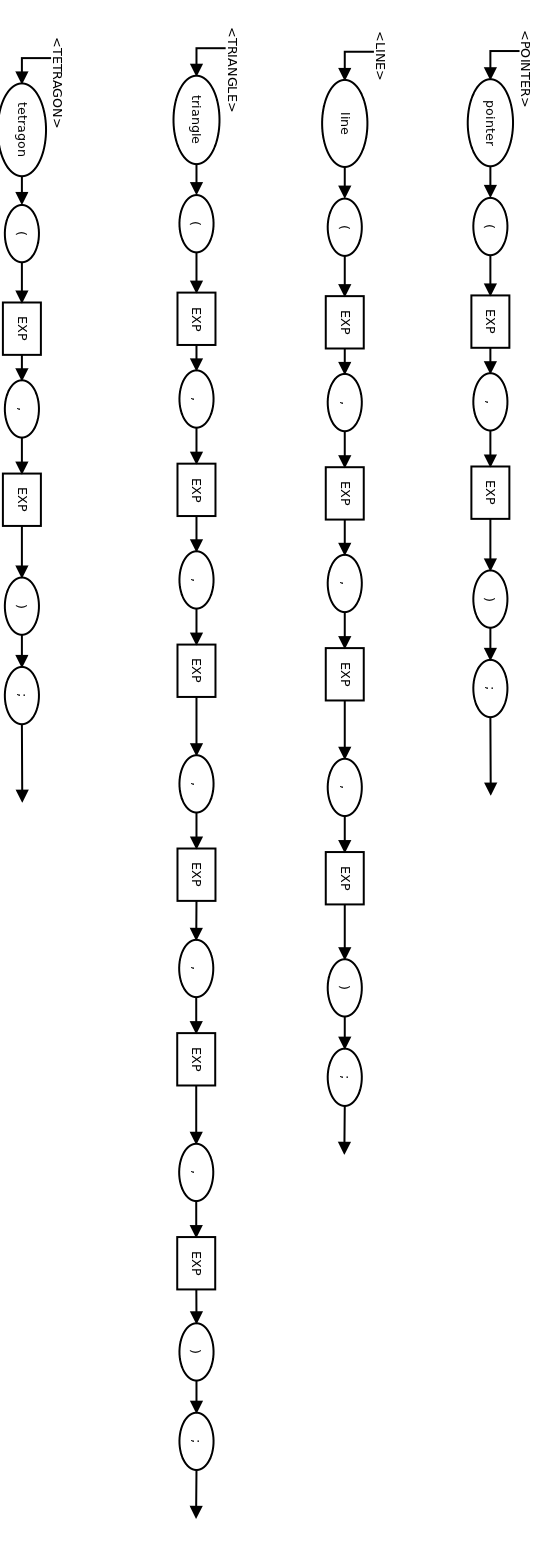 <POINTER>
pointer ( EXP , EXP ) ;
<LINE>
line ( EXP , EXP , EXP , EXP ) ;
<TRIANGLE>
triangle ( EXP , EXP , EXP , EXP , EXP , EXP ) ;
<TETRAGON>
tetragon ( EXP , EXP ) ;